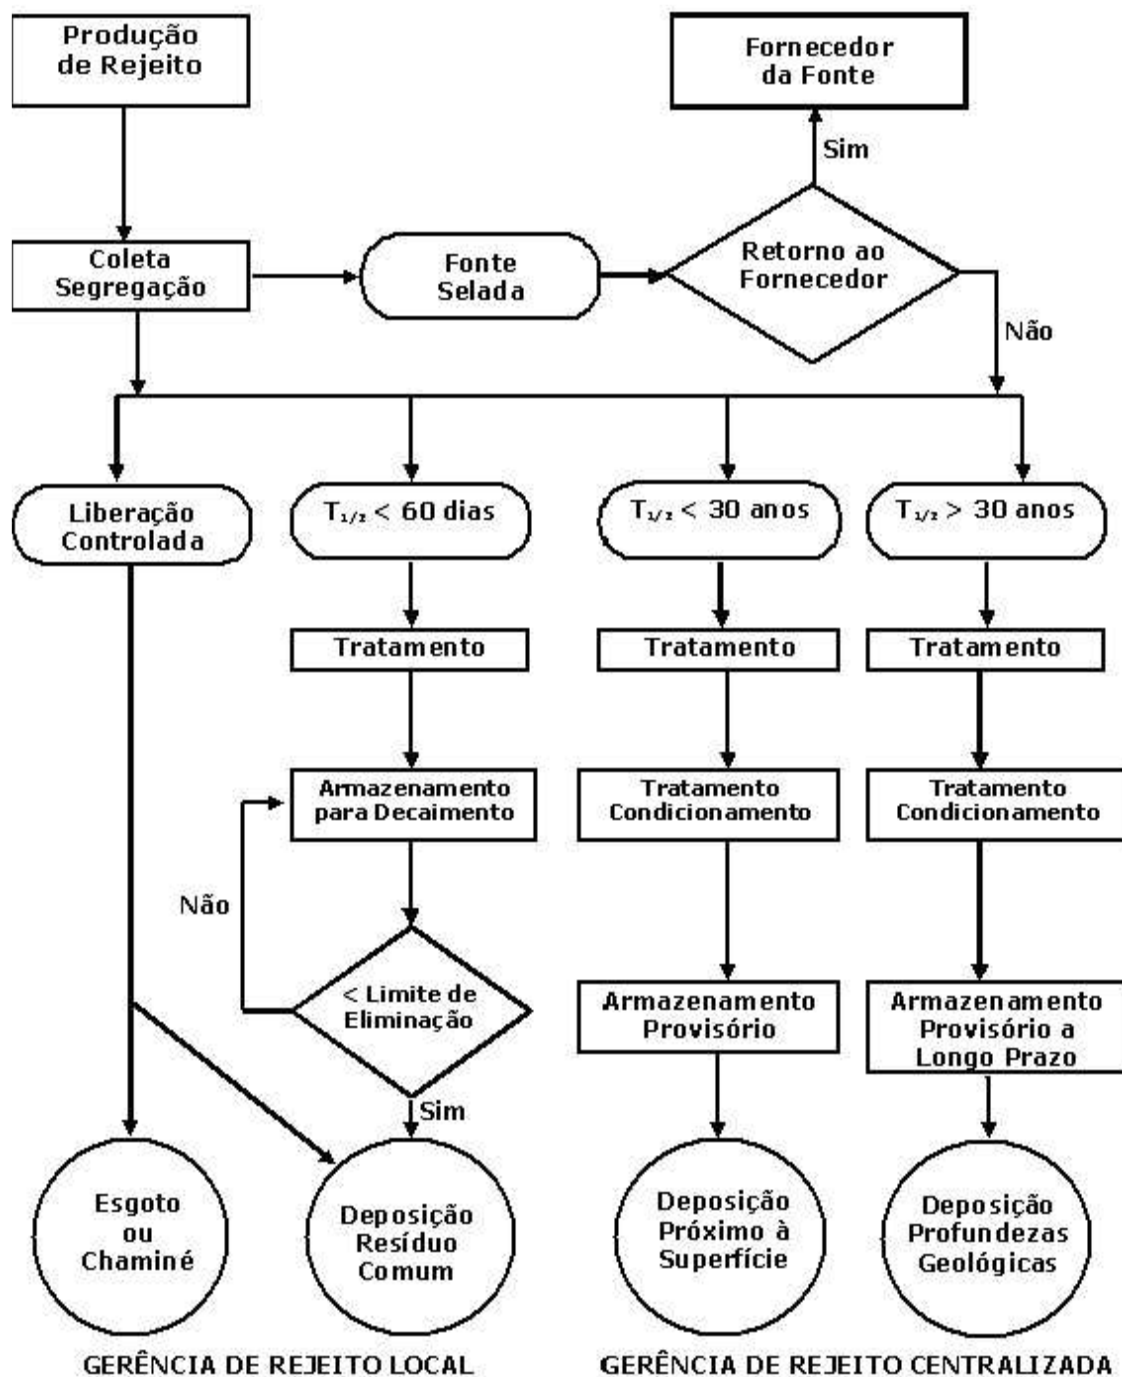 Produção
de Rejeito
Fornecedor
da Fonte
Sim
Coleta
Segregação
Fonte
Selada
Retorno ao
Fornecedor
Não
Liberação
Controlada
T₁/₂ < 60 dias
T₁/₂ < 30 anos
T₁/₂ > 30 anos
Tratamento
Tratamento
Tratamento
Armazenamento
para Decaimento
Tratamento
Condicionamento
Tratamento
Condicionamento
Não
< Limite de
Eliminação
Armazenamento
Provisório
Armazenamento
Provisório a
Longo Prazo
Sim
Esgoto
ou
Chaminé
Deposição
Resíduo
Comum
Deposição
Próximo à
Superfície
Deposição
Profundezas
Geológicas
GERÊNCIA DE REJEITO LOCAL
GERÊNCIA DE REJEITO CENTRALIZADA